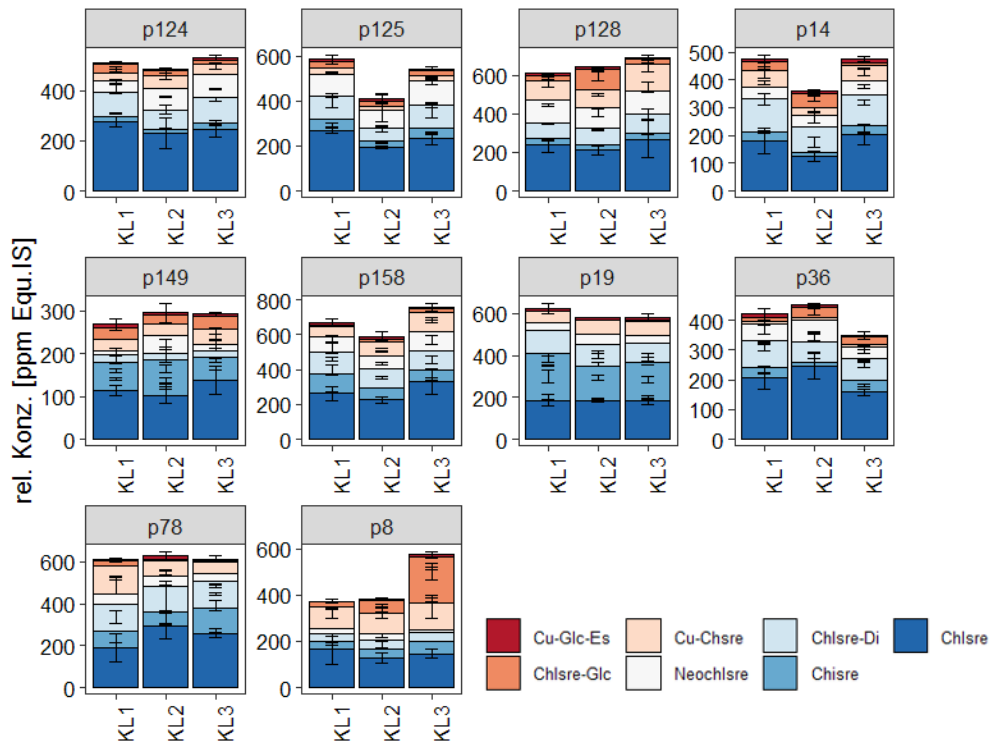 p124 p125 p128 p14
600 600 500
400 400 400 400
300
200 200 200 200
100
0 0 0 0
KL1 KL2 KL3 KL1 KL2 KL3 KL1 KL2 KL3 KL1 KL2 KL3
rel. Konz. [ppm Equ.IS]
p149 p158 p19 p36
300 800 600 400
200 600 400 300
400 200
100 200 200 100
0 0 0 0
KL1 KL2 KL3 KL1 KL2 KL3 KL1 KL2 KL3 KL1 KL2 KL3
p78 p8
600 600
400 400
200 200
0 0
KL1 KL2 KL3 KL1 KL2 KL3
Cu-Glc-Es Cu-Chsre Chlsre-Di Chlsre
Chlsre-Glc Neochlsre Chisre